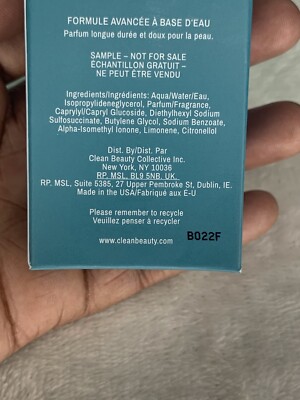 FORMULE AVANCÉE À BASE D'EAU
Parfum longue durée et doux pour la peau.
SAMPLE – NOT FOR SALE
ÉCHANTILLON GRATUIT –
NE PEUT ÊTRE VENDU
Ingredients/Ingrédients: Aqua/Water/Eau,
Isopropylideneglycerol, Parfum/Fragrance,
Caprylyl/Capryl Glucoside, Diethylhexyl Sodium
Sulfosuccinate, Butylene Glycol, Sodium Benzoate,
Alpha-Isomethyl Ionone, Limonene, Citronellol
Dist. By/Dist. Par
Clean Beauty Collective Inc.
New York, NY 10036
RP. MSL, BL9 5NB, UK.
RP. MSL, Suite 5385, 27 Upper Pembroke St, Dublin, IE.
Made in the USA/Fabriqué aux É-U
Please remember to recycle
Veuillez penser à recycler
www.cleanbeauty.com
B022F